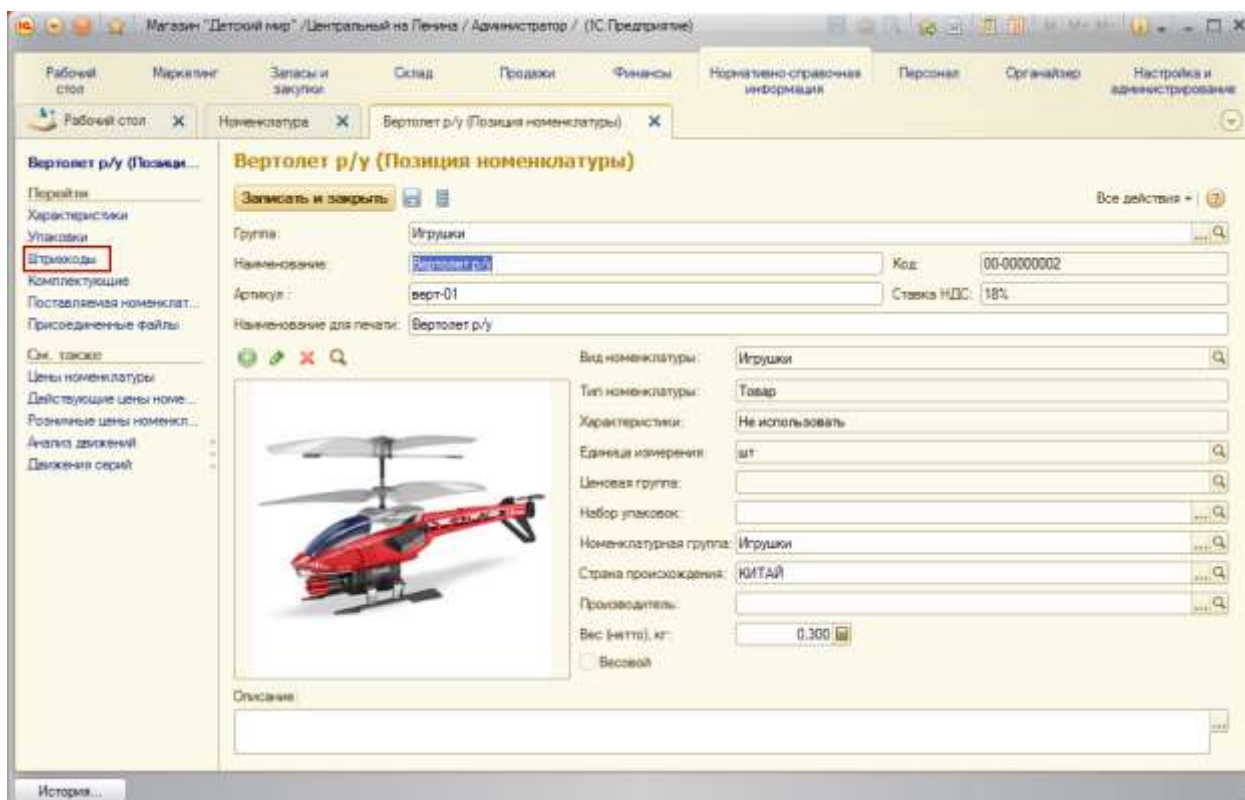 Магазин "Детский мир" /Центральный на Ленина / Администратор / (1С:Предприятие)
M M+ M-
Рабочий стол Маркетинг Запасы и закупки Склад Продажи Финансы Нормативно-справочная информация Персонал Органайзер Настройка и администрирование
Рабочий стол Номенклатура Вертолет р/у (Позиция номенклатуры)
Вертолет р/у (Позици...
Вертолет р/у (Позиция номенклатуры)
Перейти
Записать и закрыть Все действия
Характеристики
Упаковки
Группа: Игрушки
Штрихкоды
Наименование: Вертолет р/у Код: 00-00000002
Комплектующие
Поставляемая номенклат...
Артикул : верт-01 Ставка НДС: 18%
Присоединенные файлы
Наименование для печати: Вертолет р/у
См. также
Вид номенклатуры: Игрушки
Цены номенклатуры
Действующие цены номе...
Тип номенклатуры: Товар
Розничные цены номенкл...
Характеристики: Не использовать
Анализ движений
Единица измерения: шт
Движения серий
Ценовая группа:
Набор упаковок:
Номенклатурная группа: Игрушки
Страна происхождения: КИТАЙ
Производитель:
Вес (нетто), кг: 0,300
Весовой
Описание:
История...